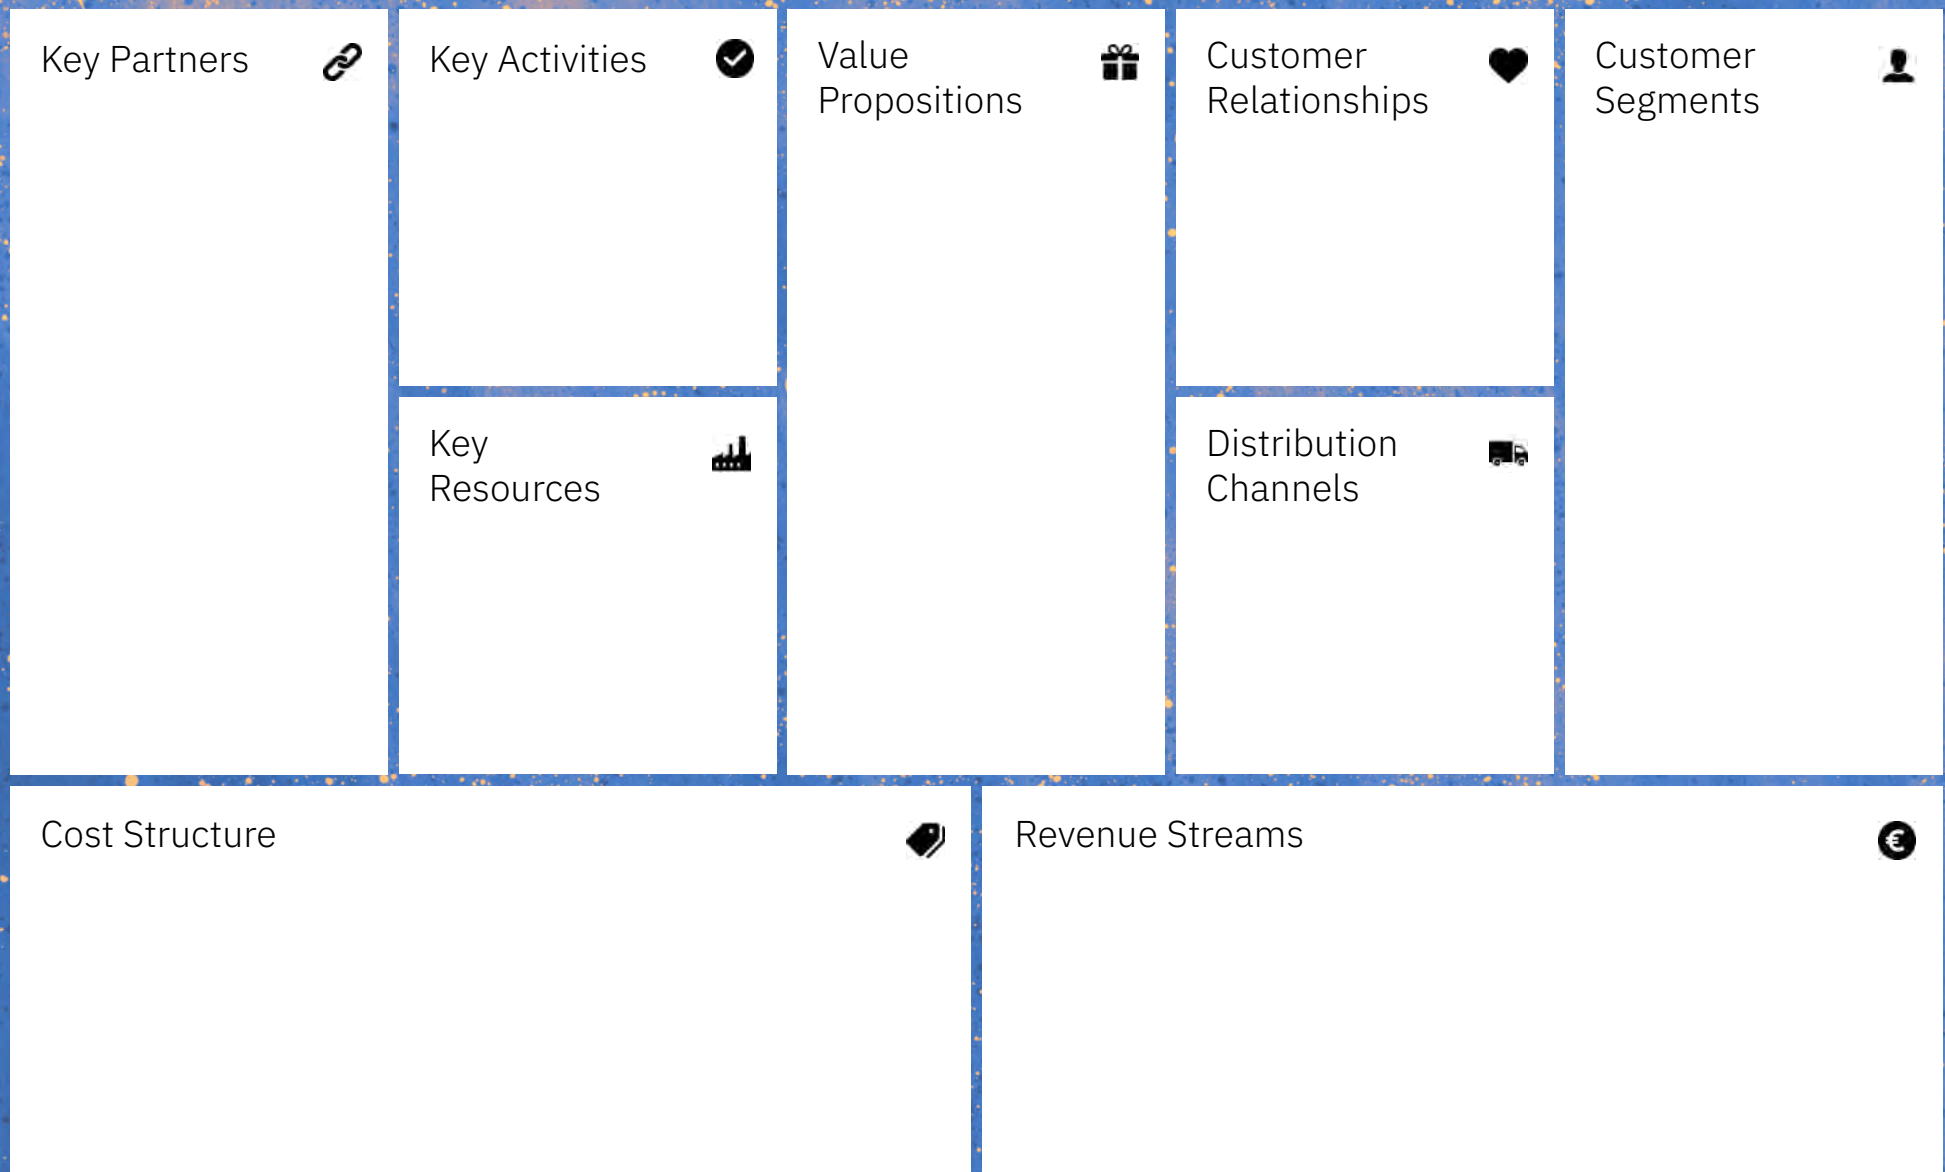 Key Partners
Key Activities
Value
Propositions
Customer
Relationships
Customer
Segments
Key
Resources
Distribution
Channels
Cost Structure
Revenue Streams
€